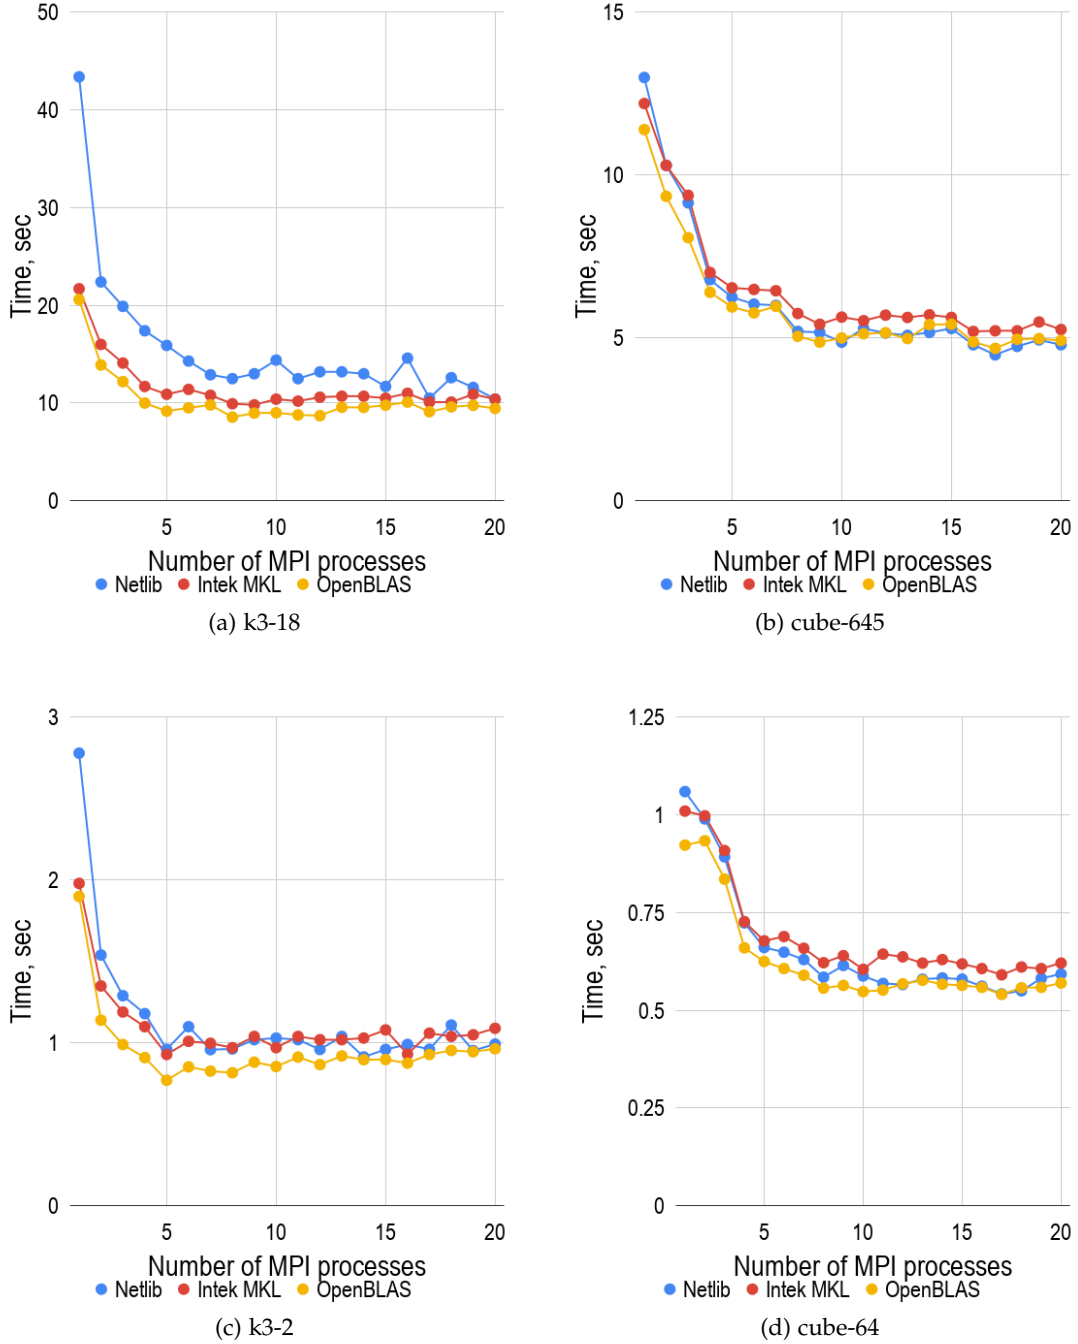 50
40
30
20
10
0
Time, sec
5 10 15 20
Number of MPI processes
Netlib Intek MKL OpenBLAS
(a) k3-18
15
10
5
0
Time, sec
5 10 15 20
Number of MPI processes
Netlib Intek MKL OpenBLAS
(b) cube-645
3
2
1
0
Time, sec
5 10 15 20
Number of MPI processes
Netlib Intek MKL OpenBLAS
(c) k3-2
1.25
1
0.75
0.5
0.25
0
Time, sec
5 10 15 20
Number of MPI processes
Netlib Intek MKL OpenBLAS
(d) cube-64